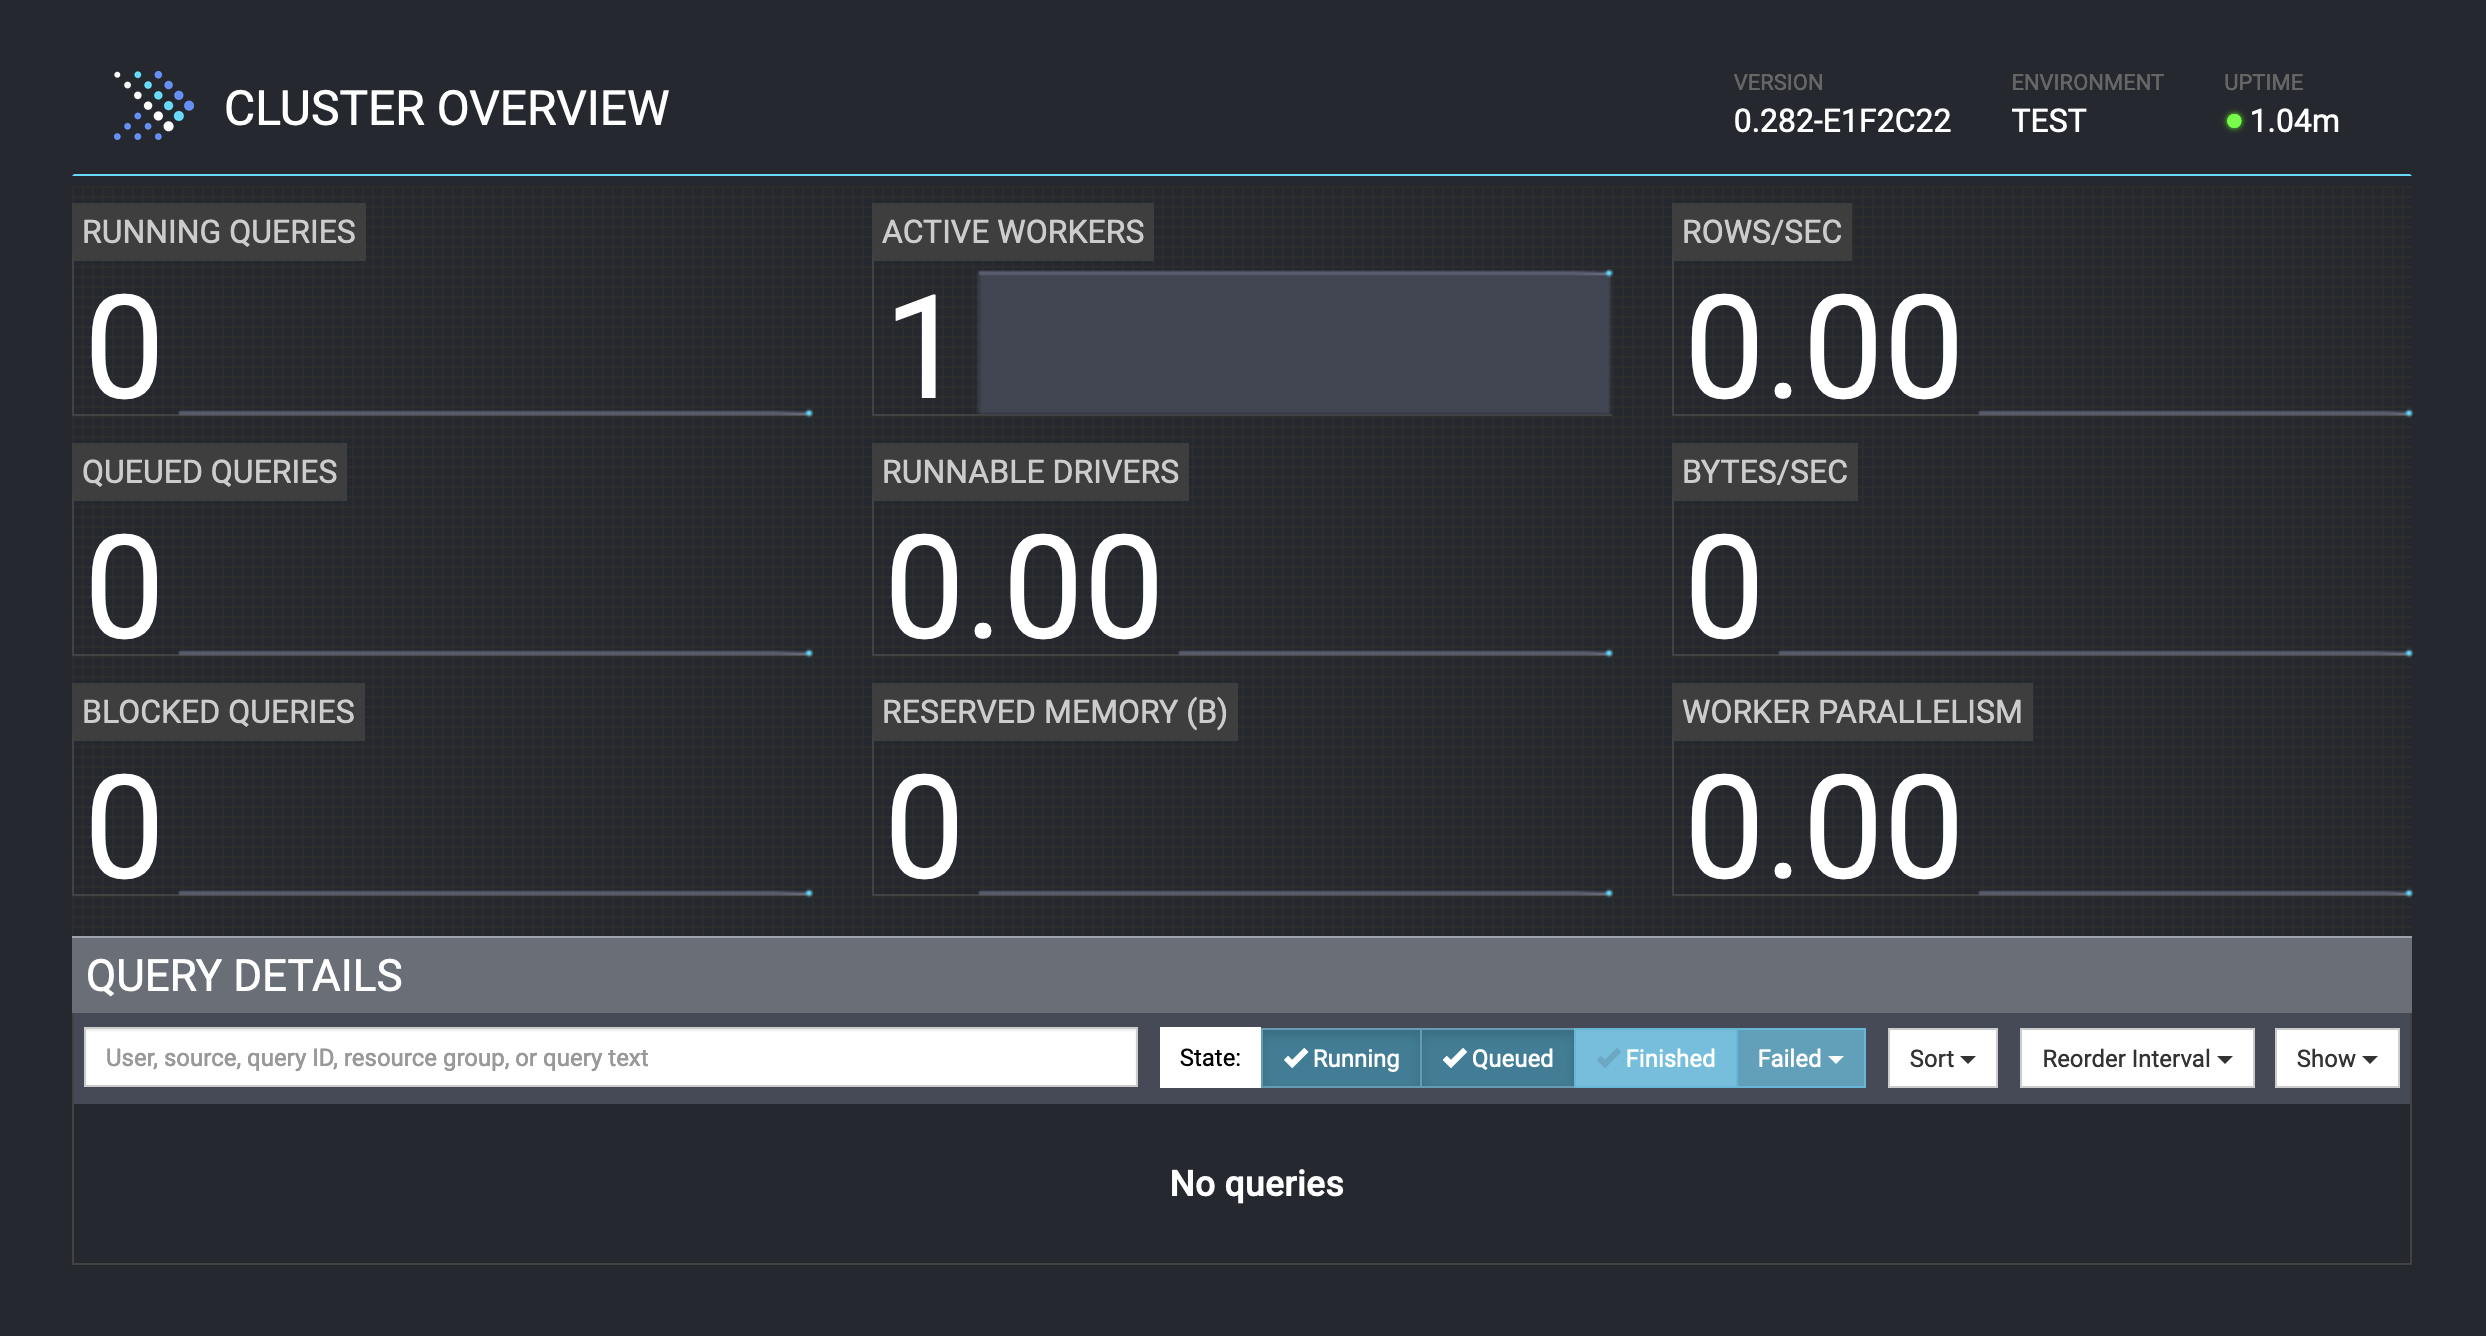 CLUSTER OVERVIEW
VERSION
0.282-E1F2C22
ENVIRONMENT
TEST
UPTIME
1.04m
RUNNING QUERIES
0
ACTIVE WORKERS
1
ROWS/SEC
0.00
QUEUED QUERIES
0
RUNNABLE DRIVERS
0.00
BYTES/SEC
0
BLOCKED QUERIES
0
RESERVED MEMORY (B)
0
WORKER PARALLELISM
0.00
QUERY DETAILS
User, source, query ID, resource group, or query text
State: Running Queued Finished Failed Sort Reorder Interval Show
No queries